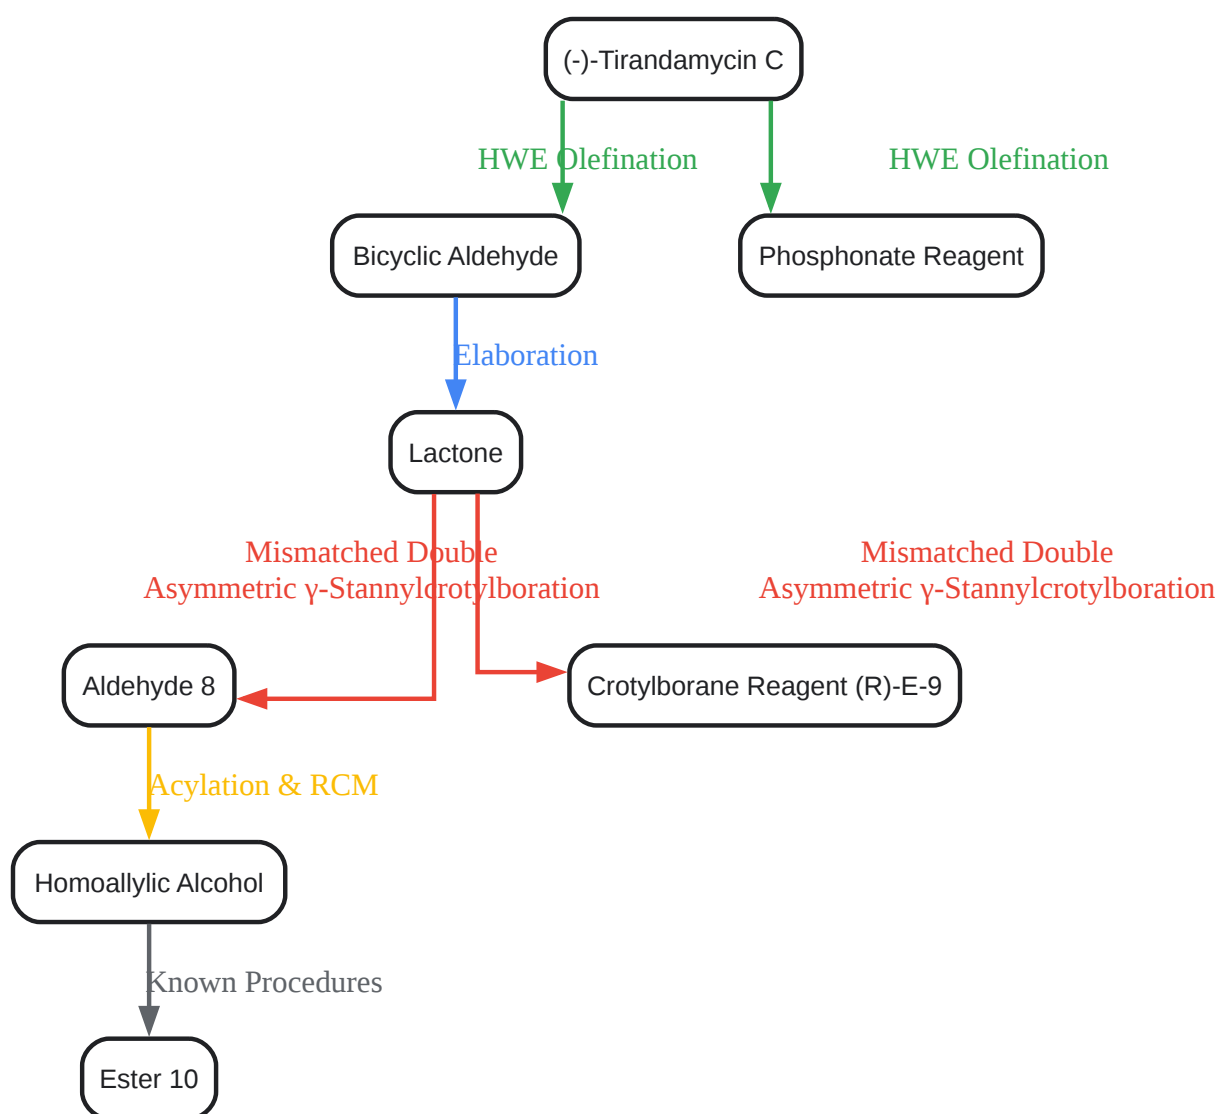 (-)-Tirandamycin C
HWE Olefination
HWE Olefination
Bicyclic Aldehyde
Phosphonate Reagent
Elaboration
Lactone
Mismatched Double
Asymmetric γ-Stannylcrotylboration
Mismatched Double
Asymmetric γ-Stannylcrotylboration
Aldehyde 8
Crotylborane Reagent (R)-E-9
Acylation & RCM
Homoallylic Alcohol
Known Procedures
Ester 10